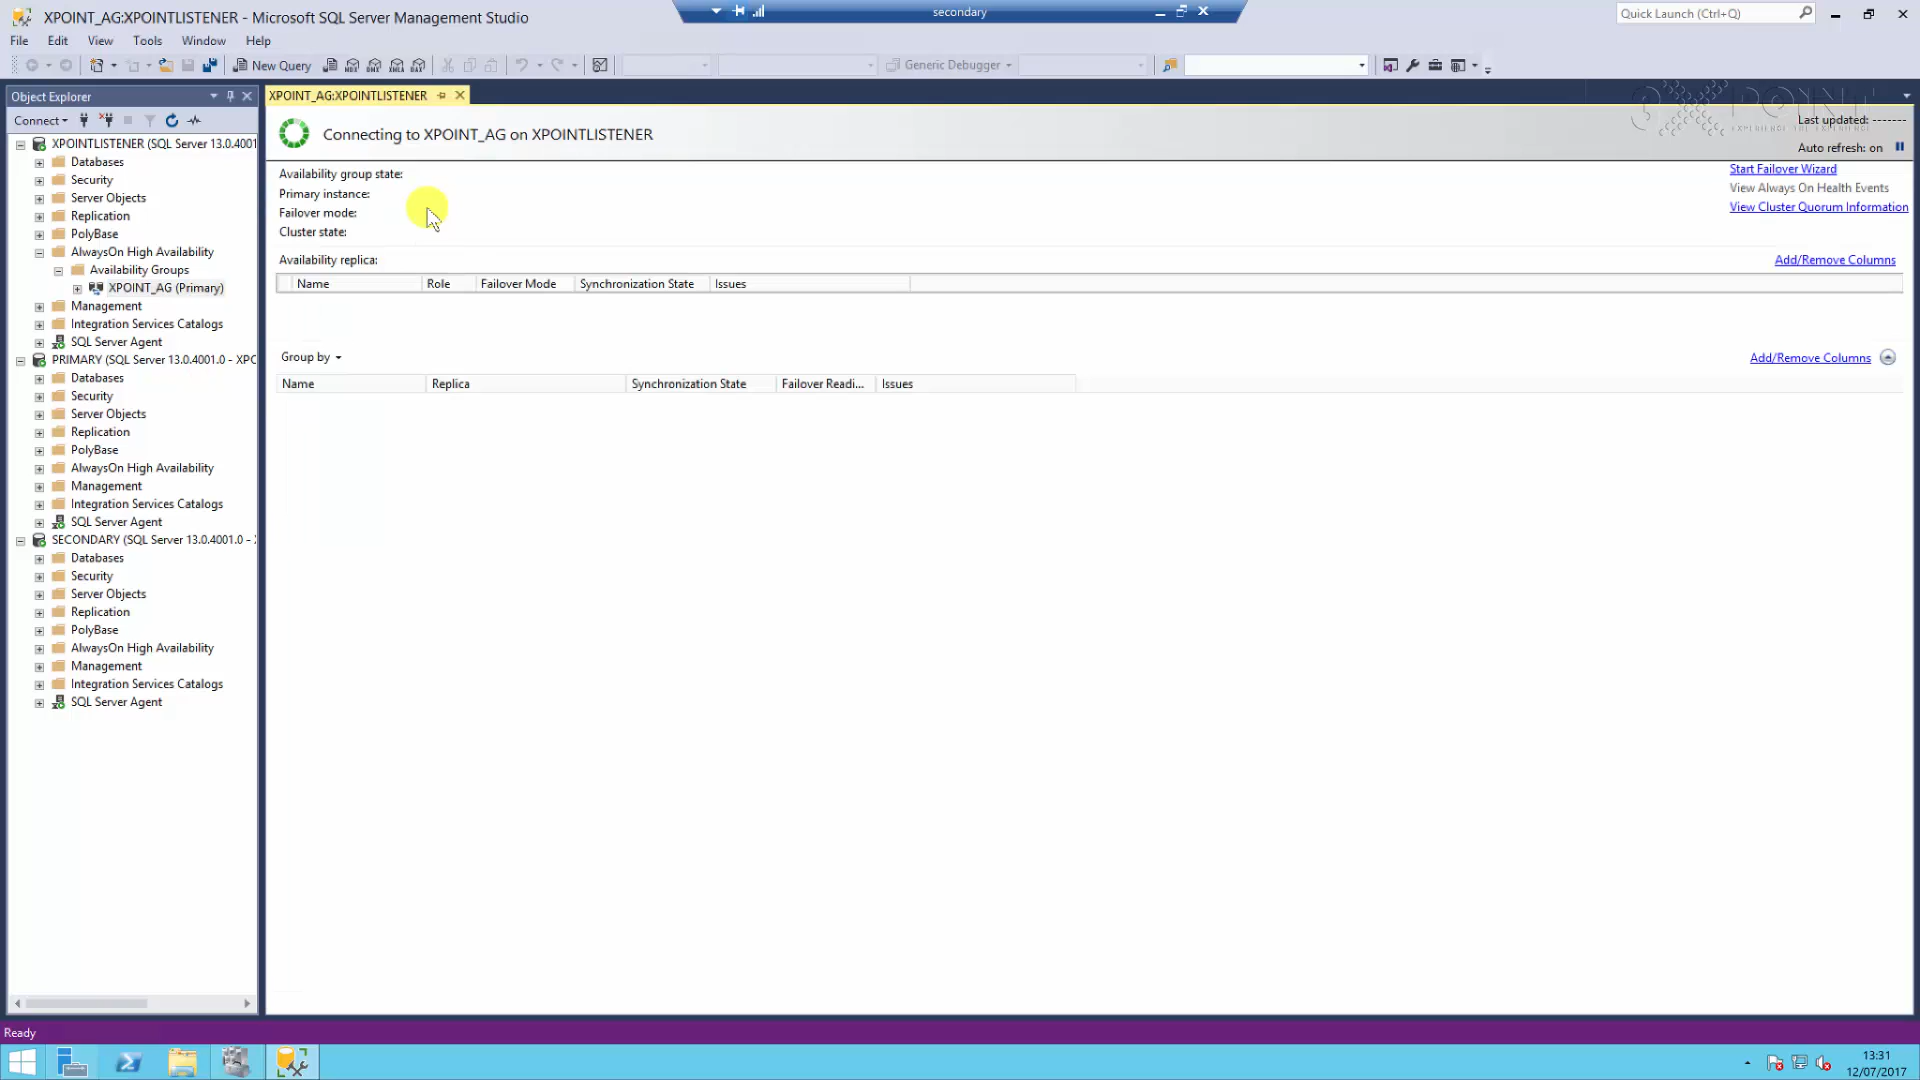 XPOINT_AG:XPOINTLISTENER - Microsoft SQL Server Management Studio
secondary
Quick Launch (Ctrl+Q)
File Edit View Tools Window Help
New Query
Generic Debugger
Object Explorer
XPOINT_AG:XPOINTLISTENER
Connect
Connecting to XPOINT_AG on XPOINTLISTENER
Last updated: -------
Auto refresh: on
XPOINTLISTENER (SQL Server 13.0.4001
Databases
Security
Server Objects
Replication
PolyBase
AlwaysOn High Availability
Availability Groups
XPOINT_AG (Primary)
Management
Integration Services Catalogs
SQL Server Agent
PRIMARY (SQL Server 13.0.4001.0 - XPO
Databases
Security
Server Objects
Replication
PolyBase
AlwaysOn High Availability
Management
Integration Services Catalogs
SQL Server Agent
SECONDARY (SQL Server 13.0.4001.0 -
Databases
Security
Server Objects
Replication
PolyBase
AlwaysOn High Availability
Management
Integration Services Catalogs
SQL Server Agent
Availability group state:
Primary instance:
Failover mode:
Cluster state:
Start Failover Wizard
View Always On Health Events
View Cluster Quorum Information
Availability replica:
Add/Remove Columns
Name Role Failover Mode Synchronization State Issues
Group by
Add/Remove Columns
Name Replica Synchronization State Failover Readi... Issues
Ready
13:31
12/07/2017